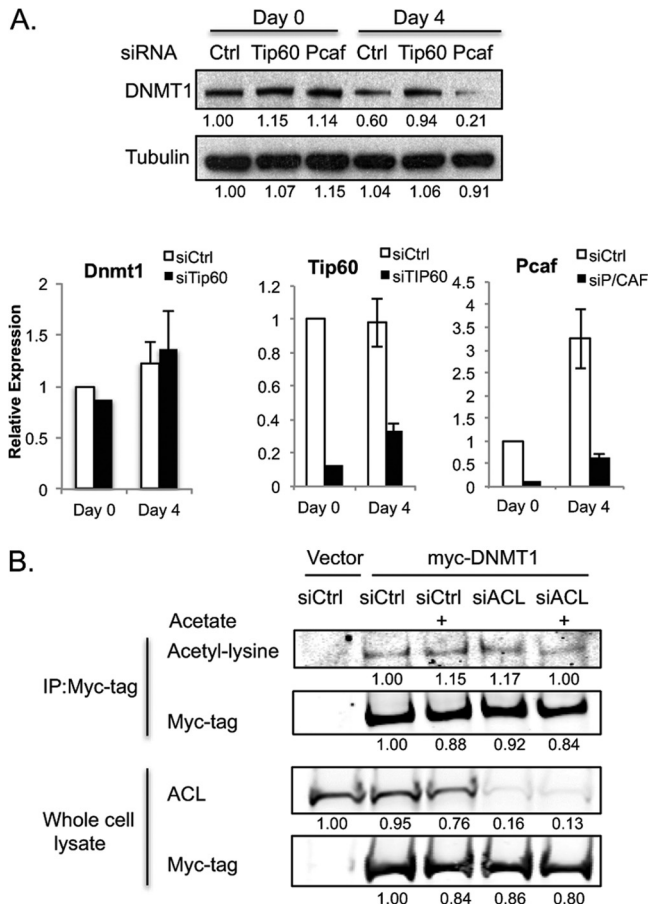 A.
Day 0 Day 4
siRNA Ctrl Tip60 Pcaf Ctrl Tip60 Pcaf
DNMT1
1.00 1.15 1.14 0.60 0.94 0.21
Tubulin
1.00 1.07 1.15 1.04 1.06 0.91
Dnmt1
siCtrl
siTip60
Relative Expression
2
1.5
1
0.5
0
Day 0 Day 4
Tip60
siCtrl
siTIP60
1.2
1
0.8
0.6
0.4
0.2
0
Day 0 Day 4
Pcaf
siCtrl
siP/CAF
4.5
4
3.5
3
2.5
2
1.5
1
0.5
0
Day 0 Day 4
B.
Vector myc-DNMT1
siCtrl siCtrl siCtrl siACL siACL
Acetate + +
IP:Myc-tag
Acetyl-lysine
1.00 1.15 1.17 1.00
Myc-tag
1.00 0.88 0.92 0.84
Whole cell
lysate
ACL
1.00 0.95 0.76 0.16 0.13
Myc-tag
1.00 0.84 0.86 0.80